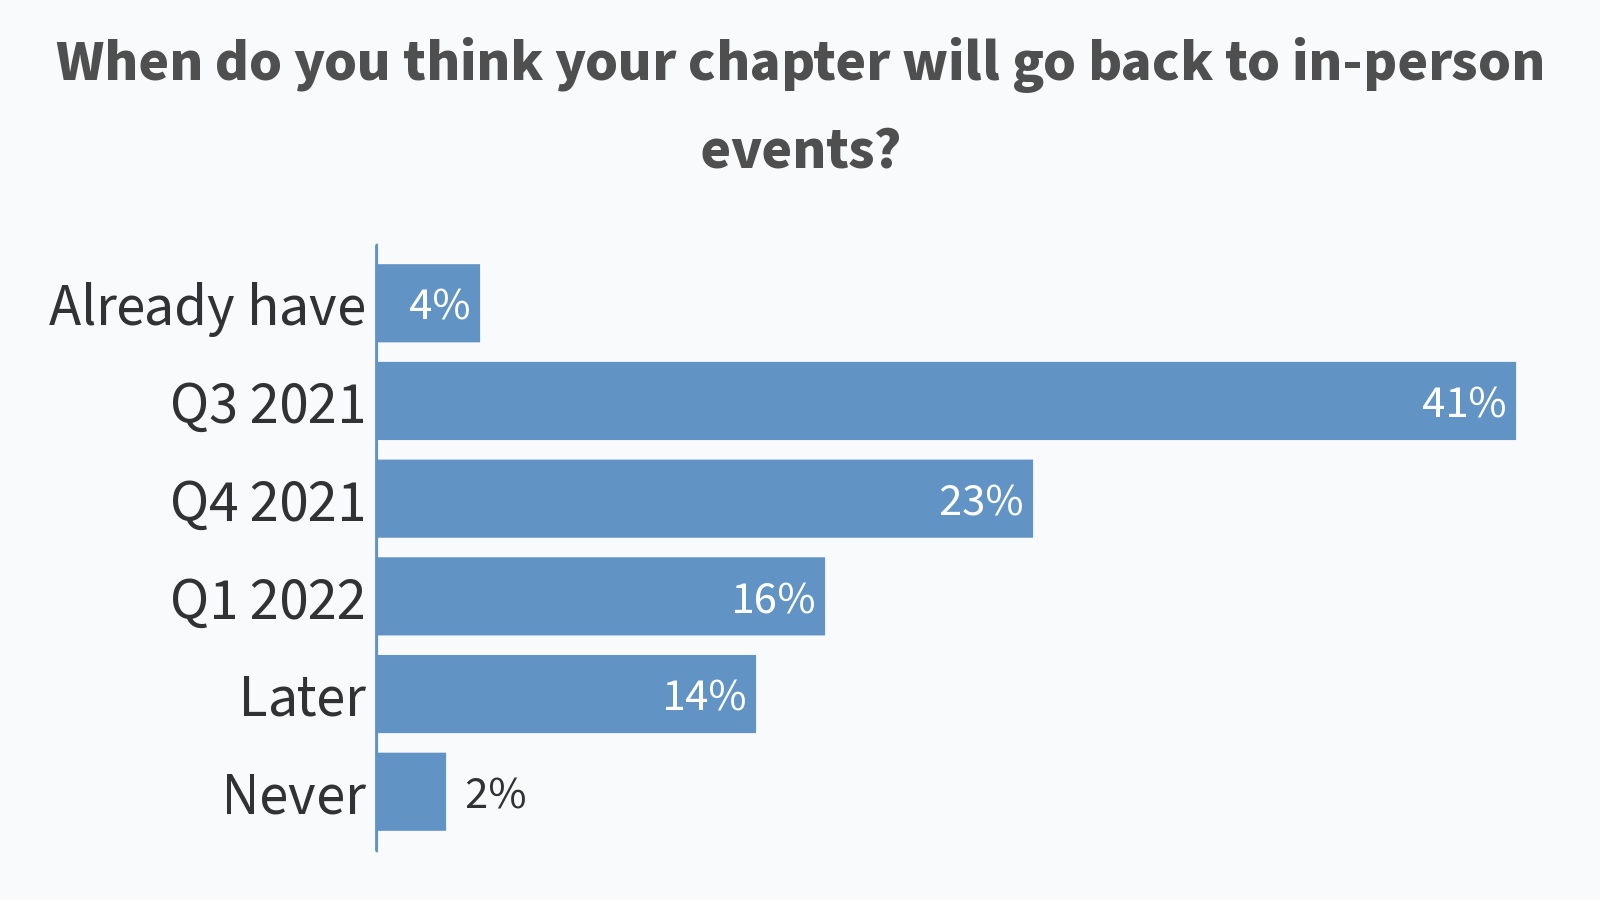 When do you think your chapter will go back to in-person
events?
Already have 4%
Q3 2021 41%
Q4 2021 23%
Q1 2022 16%
Later 14%
Never 2%